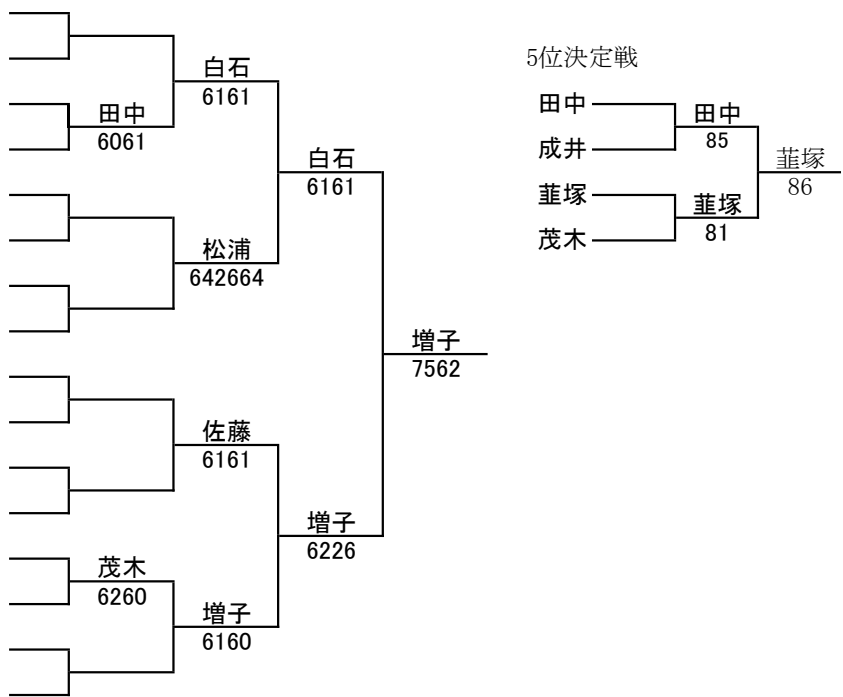 白石
6161
田中
6061
白石
6161
松浦
642664
増子
7562
佐藤
6161
増子
6226
茂木
6260
増子
6160
5位決定戦
田中
成井
韮塚
茂木
田中
85
韮塚
81
韮塚
86